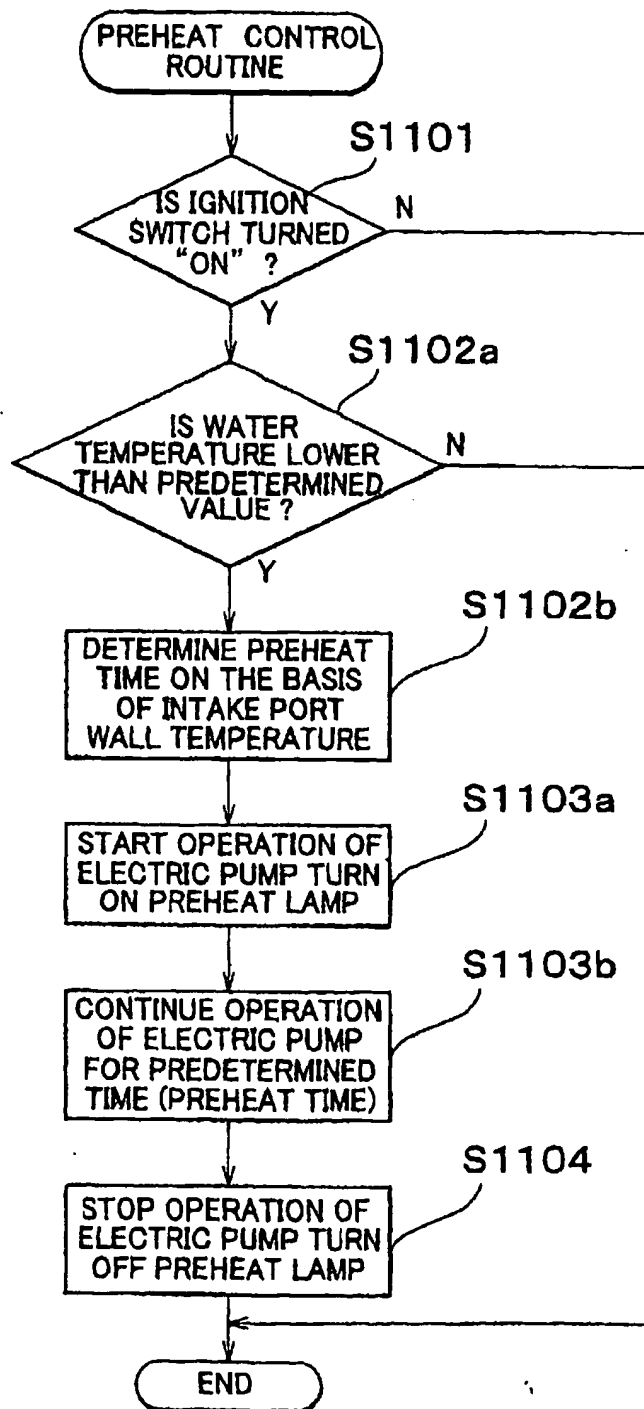 PREHEAT CONTROL
ROUTINE
S1101
IS IGNITION
SWITCH TURNED
"ON" ?
N
Y
S1102a
IS WATER
TEMPERATURE LOWER
THAN PREDETERMINED
VALUE ?
N
Y
S1102b
DETERMINE PREHEAT
TIME ON THE BASIS
OF INTAKE PORT
WALL TEMPERATURE
S1103a
START OPERATION OF
ELECTRIC PUMP TURN
ON PREHEAT LAMP
S1103b
CONTINUE OPERATION
OF ELECTRIC PUMP
FOR PREDETERMINED
TIME (PREHEAT TIME)
S1104
STOP OPERATION OF
ELECTRIC PUMP TURN
OFF PREHEAT LAMP
END